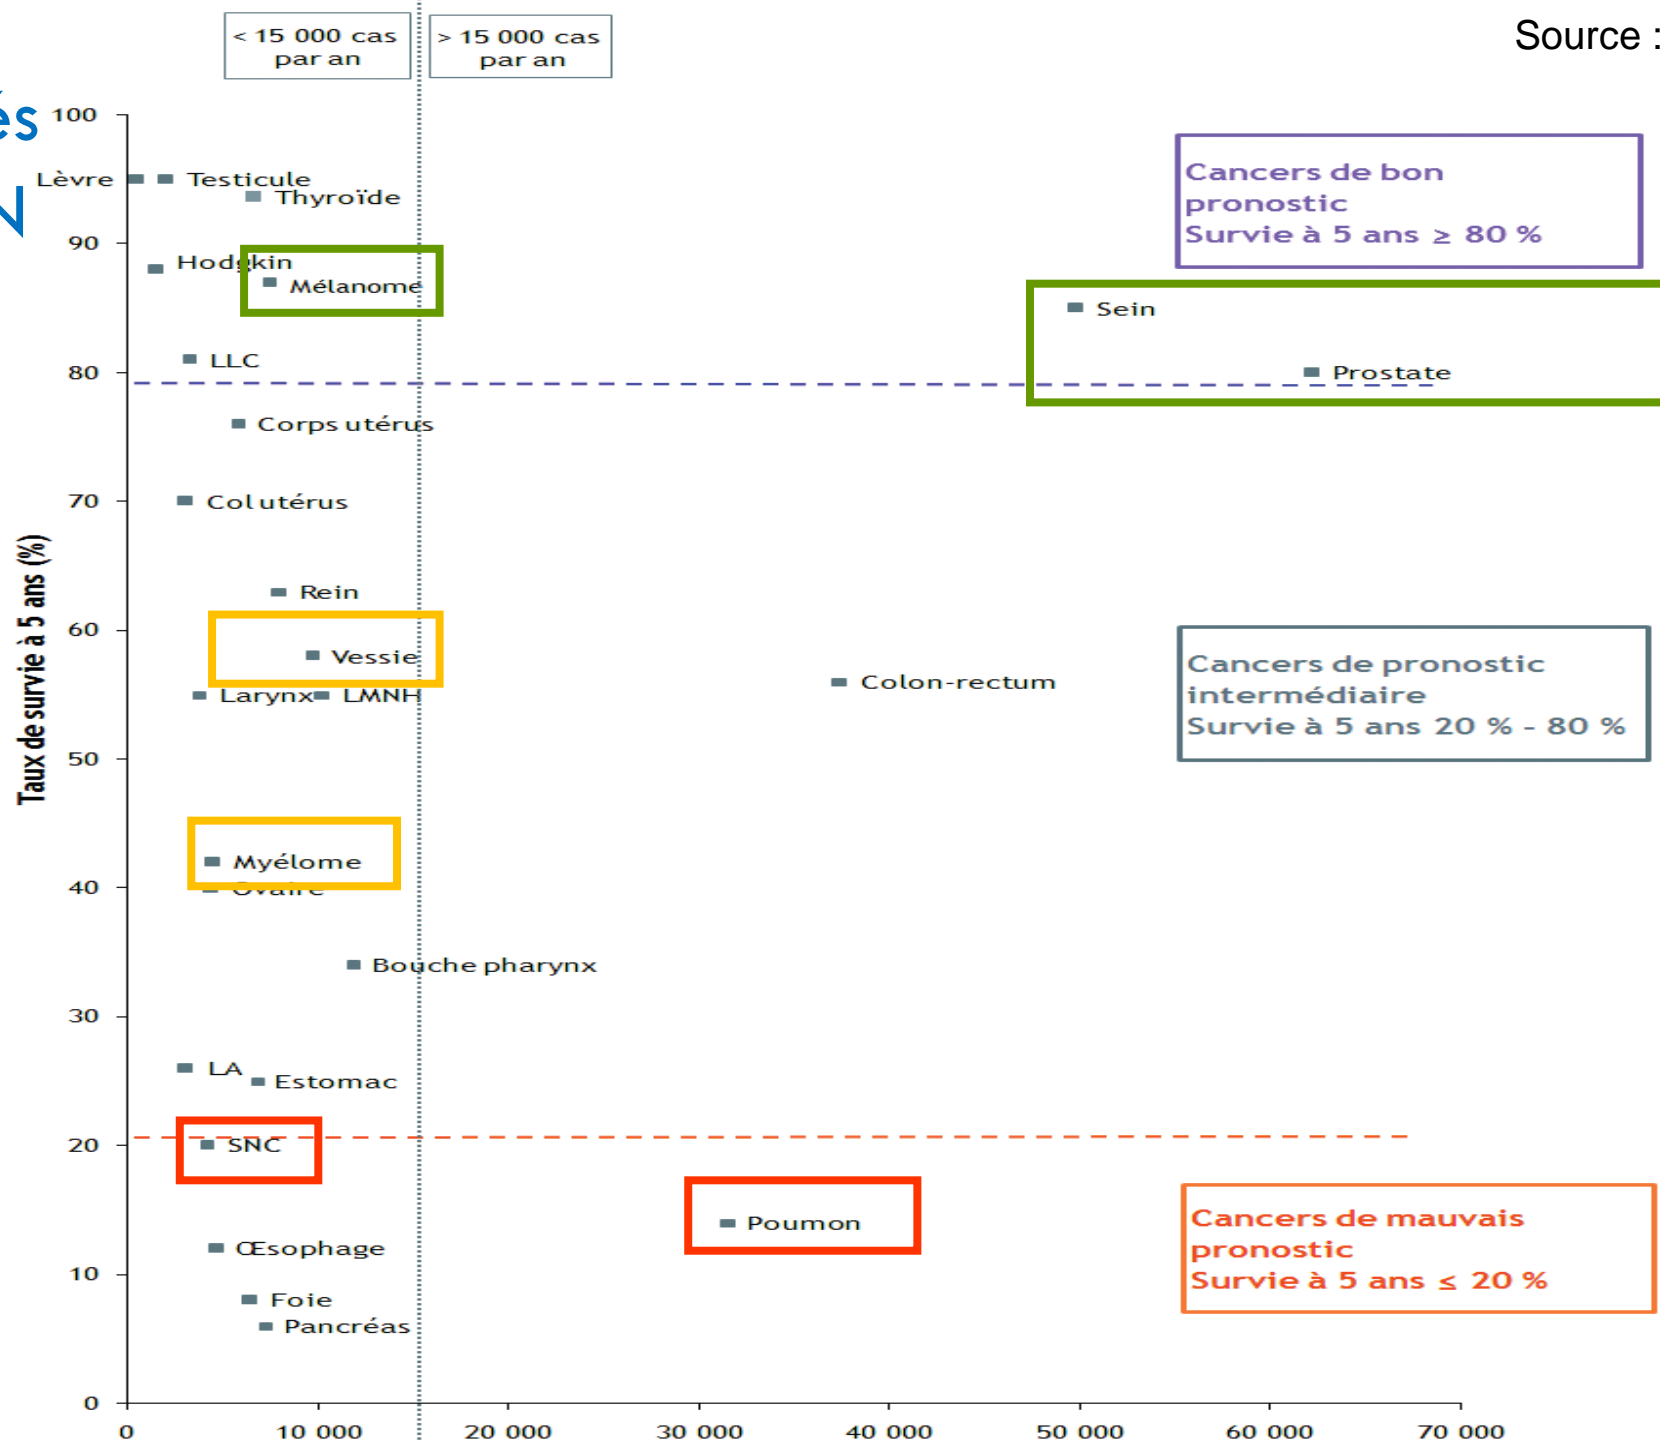 < 15 000 cas
par an
> 15 000 cas
par an
Source :
és
N
100
Lèvre
Testicule
Thyroïde
Cancers de bon
pronostic
Survie à 5 ans ≥ 80 %
90
Hodgkin
Mélanome
Sein
LLC
80
Prostate
Corps utérus
70
Col utérus
Taux de survie à 5 ans (%)
Rein
60
Vessie
Cancers de pronostic
intermédiaire
Survie à 5 ans 20 % - 80 %
Colon-rectum
Larynx
LMNH
50
Myélome
40
Ovaire
Bouche pharynx
30
LA
Estomac
20
SNC
Cancers de mauvais
pronostic
Survie à 5 ans ≤ 20 %
Poumon
Œsophage
10
Foie
Pancréas
0
0 10 000 20 000 30 000 40 000 50 000 60 000 70 000